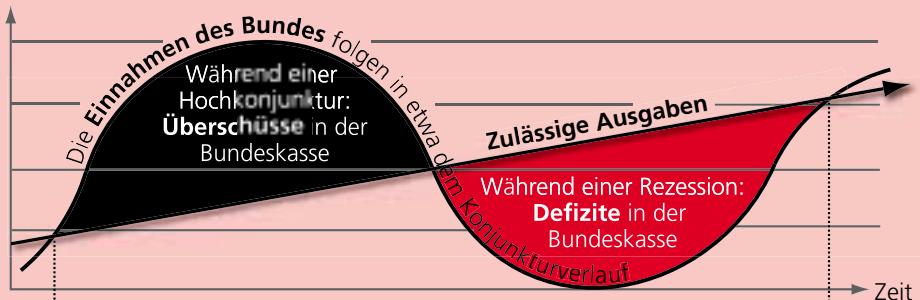 Die Einnahmen des Bundes folgen in etwa dem Konjunkturverlauf
Während einer
Hochkonjunktur:
Überschüsse in der
Bundeskasse
Zulässige Ausgaben
Während einer Rezession:
Defizite in der
Bundeskasse
Zeit